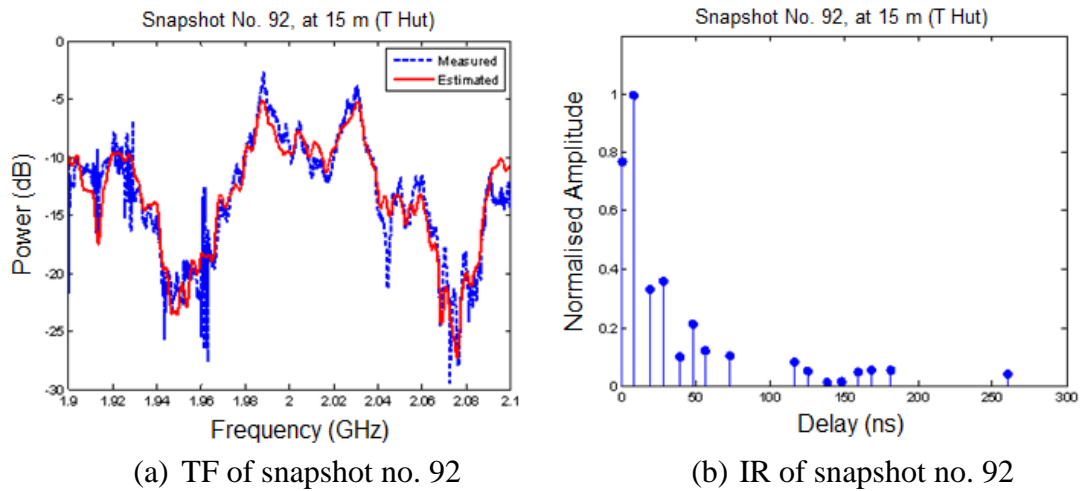 Snapshot No. 92, at 15 m (T Hut)
Power (dB)
0
-5
-10
-15
-20
-25
-30
Measured
Estimated
1.9 1.92 1.94 1.96 1.98 2 2.02 2.04 2.06 2.08 2.1
Frequency (GHz)
(a) TF of snapshot no. 92
Snapshot No. 92, at 15 m (T Hut)
Normalised Amplitude
1
0.8
0.6
0.4
0.2
0
0 50 100 150 200 250 300
Delay (ns)
(b) IR of snapshot no. 92